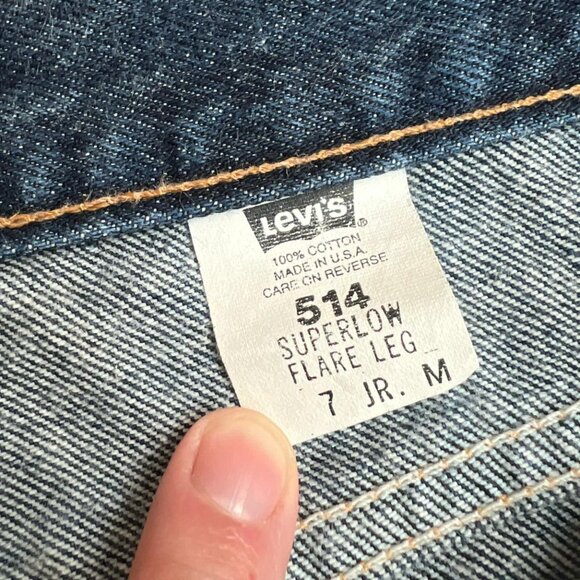 Levi's
®
100% COTTON
MADE IN U.S.A.
CARE ON REVERSE
514
SUPERLOW
FLARE LEG
7 JR. M